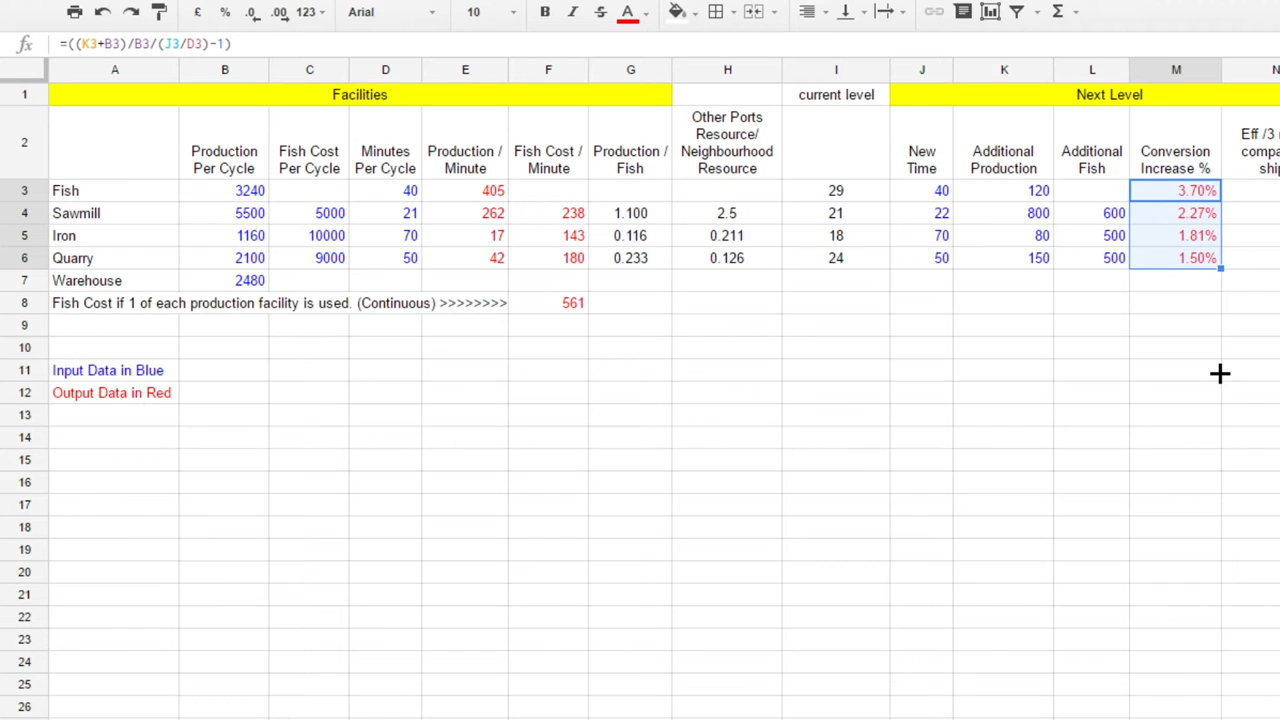 £ % .0 .00 123 Arial 10 B I S A Σ
fx =((K3+B3)/B3/(J3/D3)-1)
A B C D E F G H I J K L M N
1 Facilities current level Next Level
2 Production Per Cycle Fish Cost Per Cycle Minutes Per Cycle Production / Minute Fish Cost / Minute Production / Fish Other Ports Resource/ Neighbourhood Resource New Time Additional Production Additional Fish Conversion Increase % Eff /3
3 Fish 3240 40 405 29 40 120 3.70%
4 Sawmill 5500 5000 21 262 238 1.100 2.5 21 22 800 600 2.27%
5 Iron 1160 10000 70 17 143 0.116 0.211 18 70 80 500 1.81%
6 Quarry 2100 9000 50 42 180 0.233 0.126 24 50 150 500 1.50%
7 Warehouse 2480
8 Fish Cost if 1 of each production facility is used. (Continuous) >>>>>>>> 561
9
10
11 Input Data in Blue
12 Output Data in Red
13
14
15
16
17
18
19
20
21
22
23
24
25
26